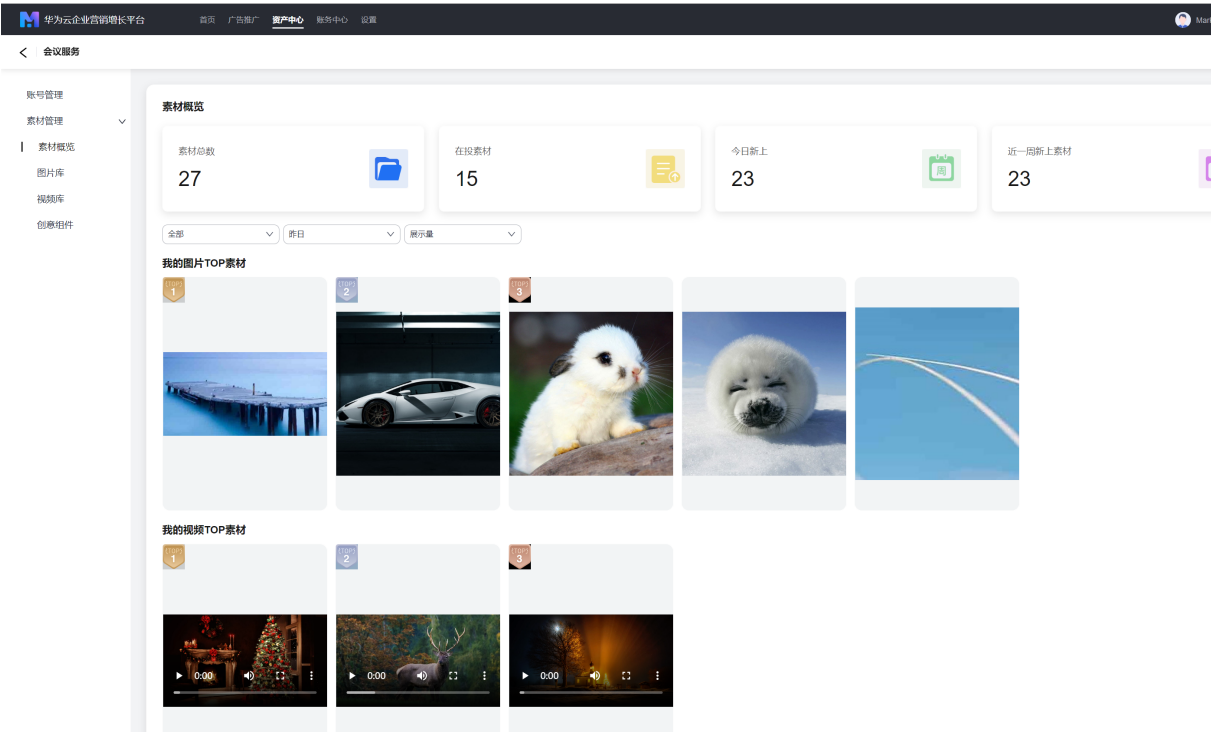 华为云企业营销增长平台 首页 广告推广 资产中心 账务中心 设置
会议服务
账号管理
素材管理
素材概览
图片库
视频库
创意组件
素材概览
素材总数
27
在投素材
15
今日新上
23
周
近一周新上素材
23
全部 昨日 展示量
我的图片TOP素材
TOP 1
TOP 2
TOP 3
我的视频TOP素材
TOP 1
TOP 2
TOP 3
0:00
0:00
0:00